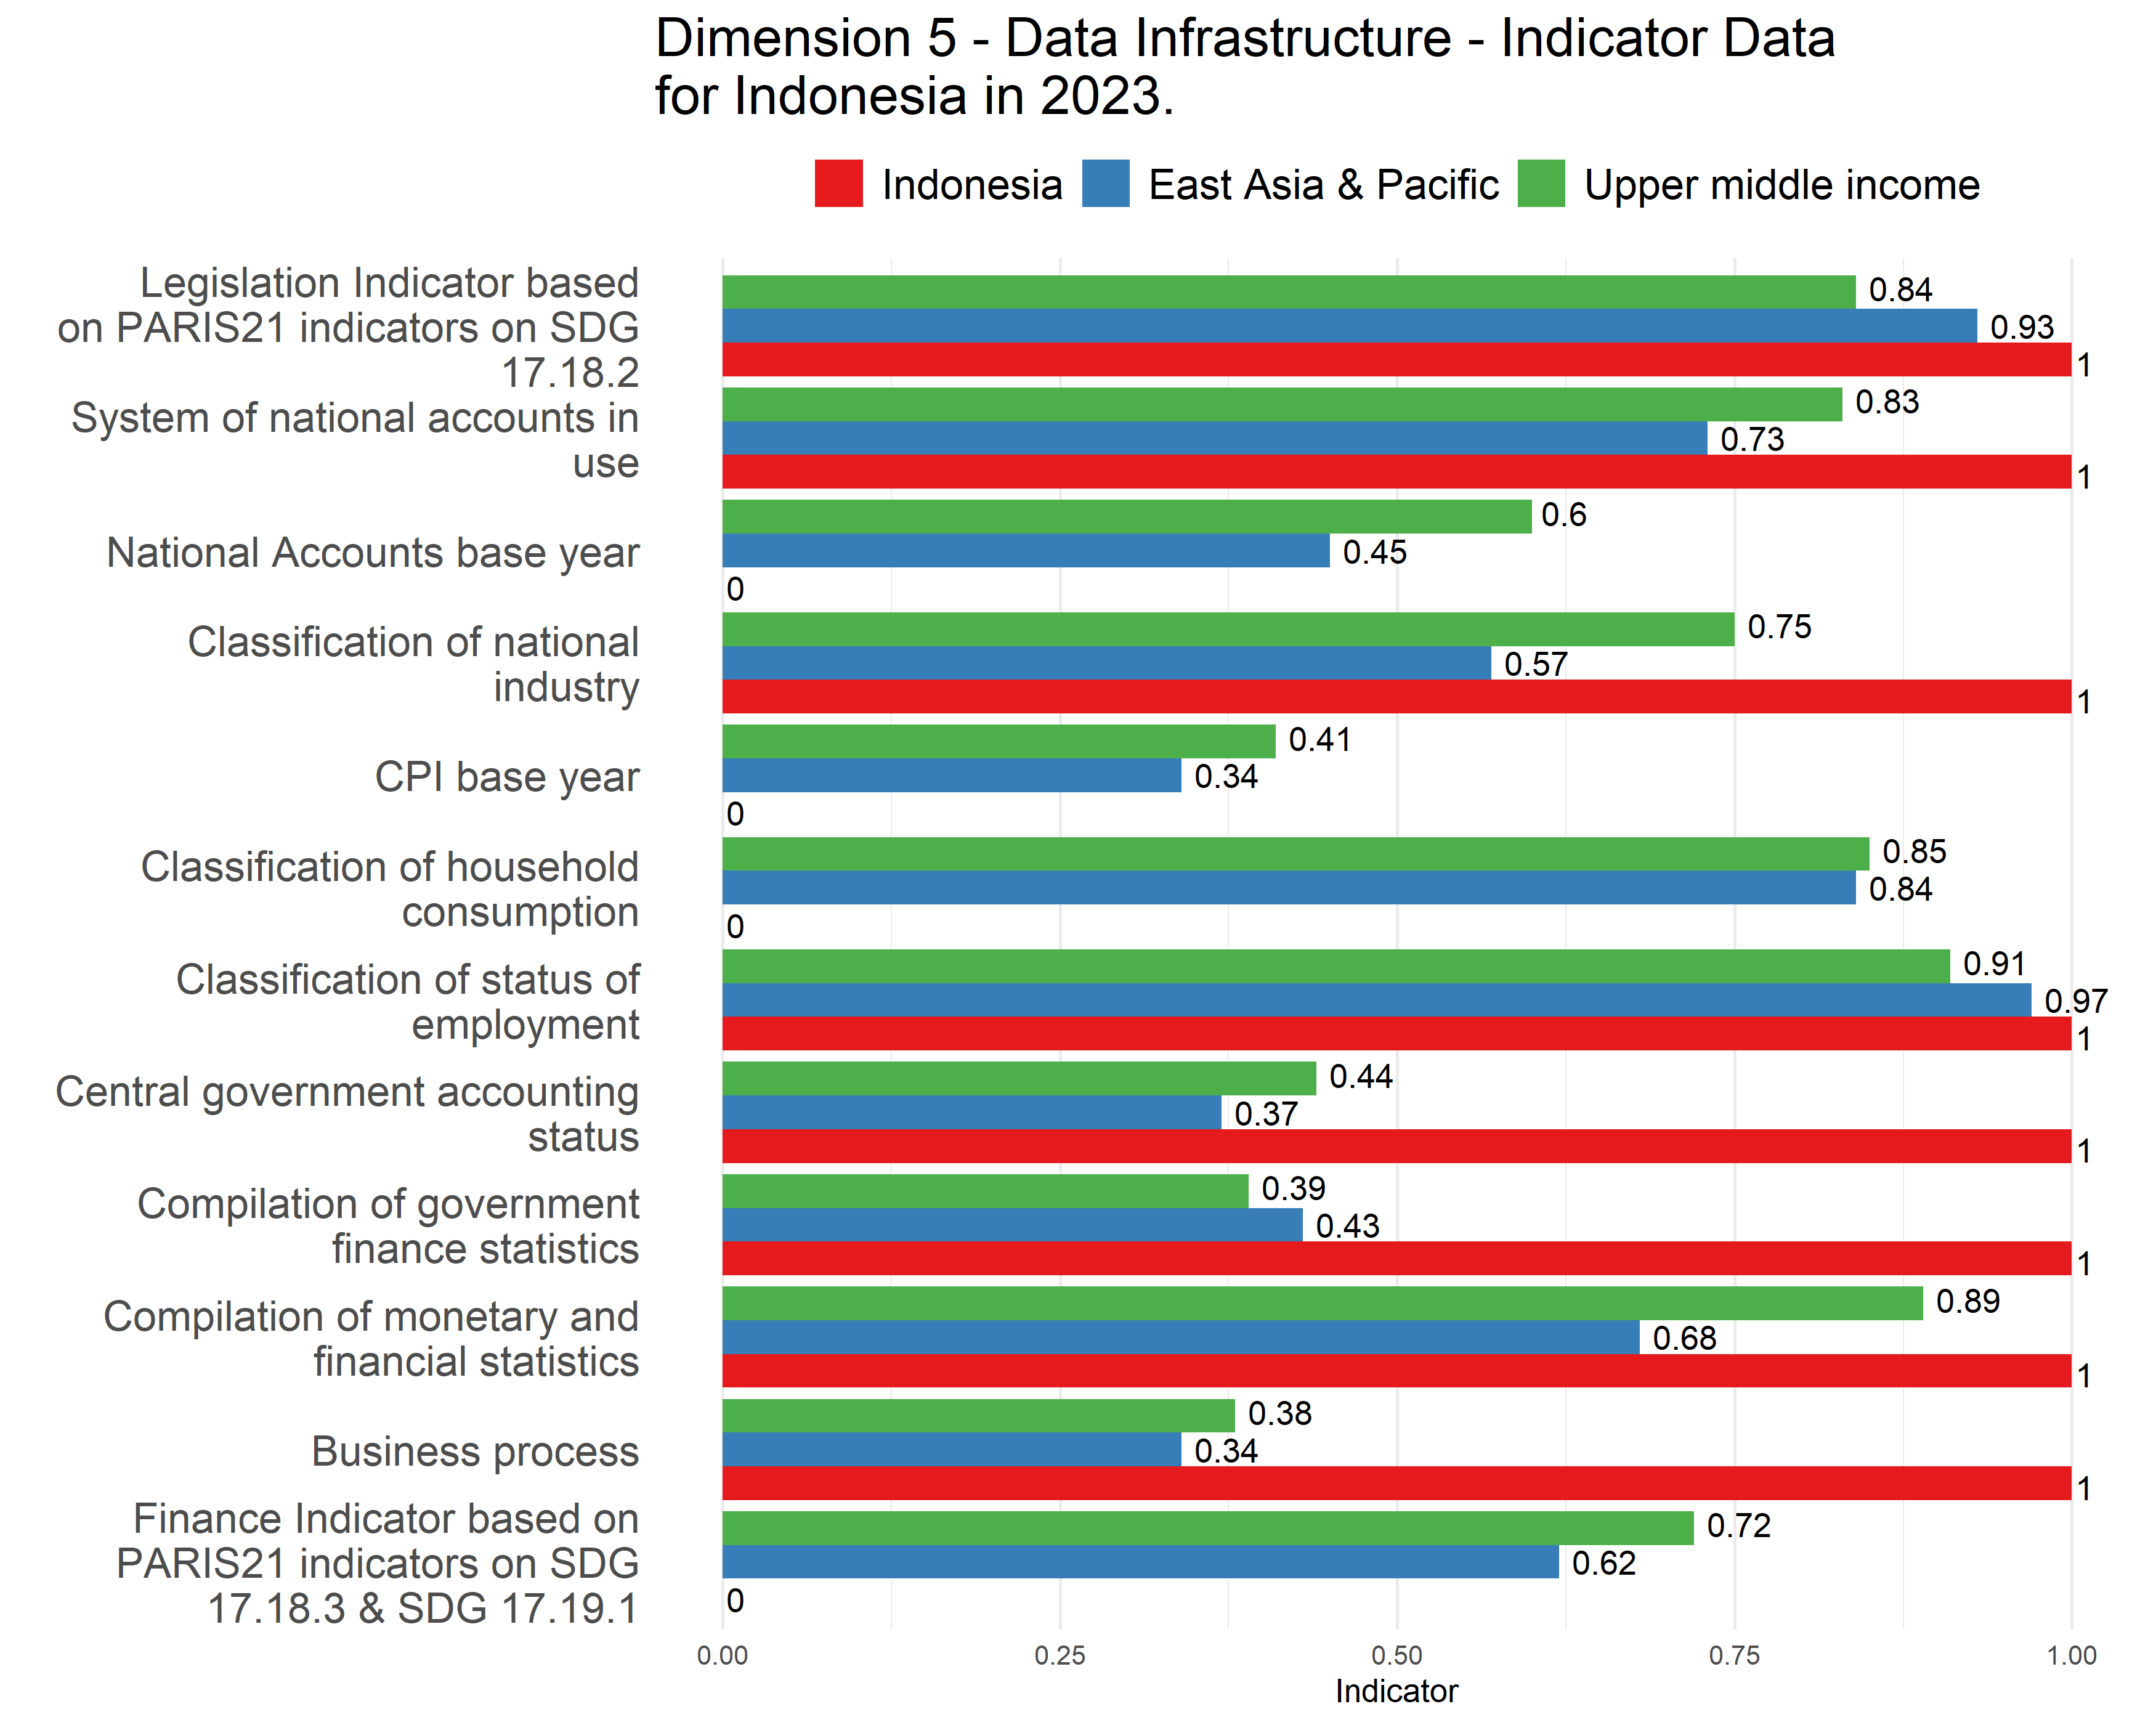 Dimension 5 - Data Infrastructure - Indicator Data
for Indonesia in 2023.
Indonesia
East Asia & Pacific
Upper middle income
Legislation Indicator based
on PARIS21 indicators on SDG
17.18.2
0.84
0.93
1
System of national accounts in
use
0.83
0.73
1
National Accounts base year
0.6
0.45
0
Classification of national
industry
0.75
0.57
1
CPI base year
0.41
0.34
0
Classification of household
consumption
0.85
0.84
0
Classification of status of
employment
0.91
0.97
1
Central government accounting
status
0.44
0.37
1
Compilation of government
finance statistics
0.39
0.43
1
Compilation of monetary and
financial statistics
0.89
0.68
1
Business process
0.38
0.34
1
Finance Indicator based on
PARIS21 indicators on SDG
17.18.3 & SDG 17.19.1
0.72
0.62
0
0.00
0.25
0.50
0.75
1.00
Indicator